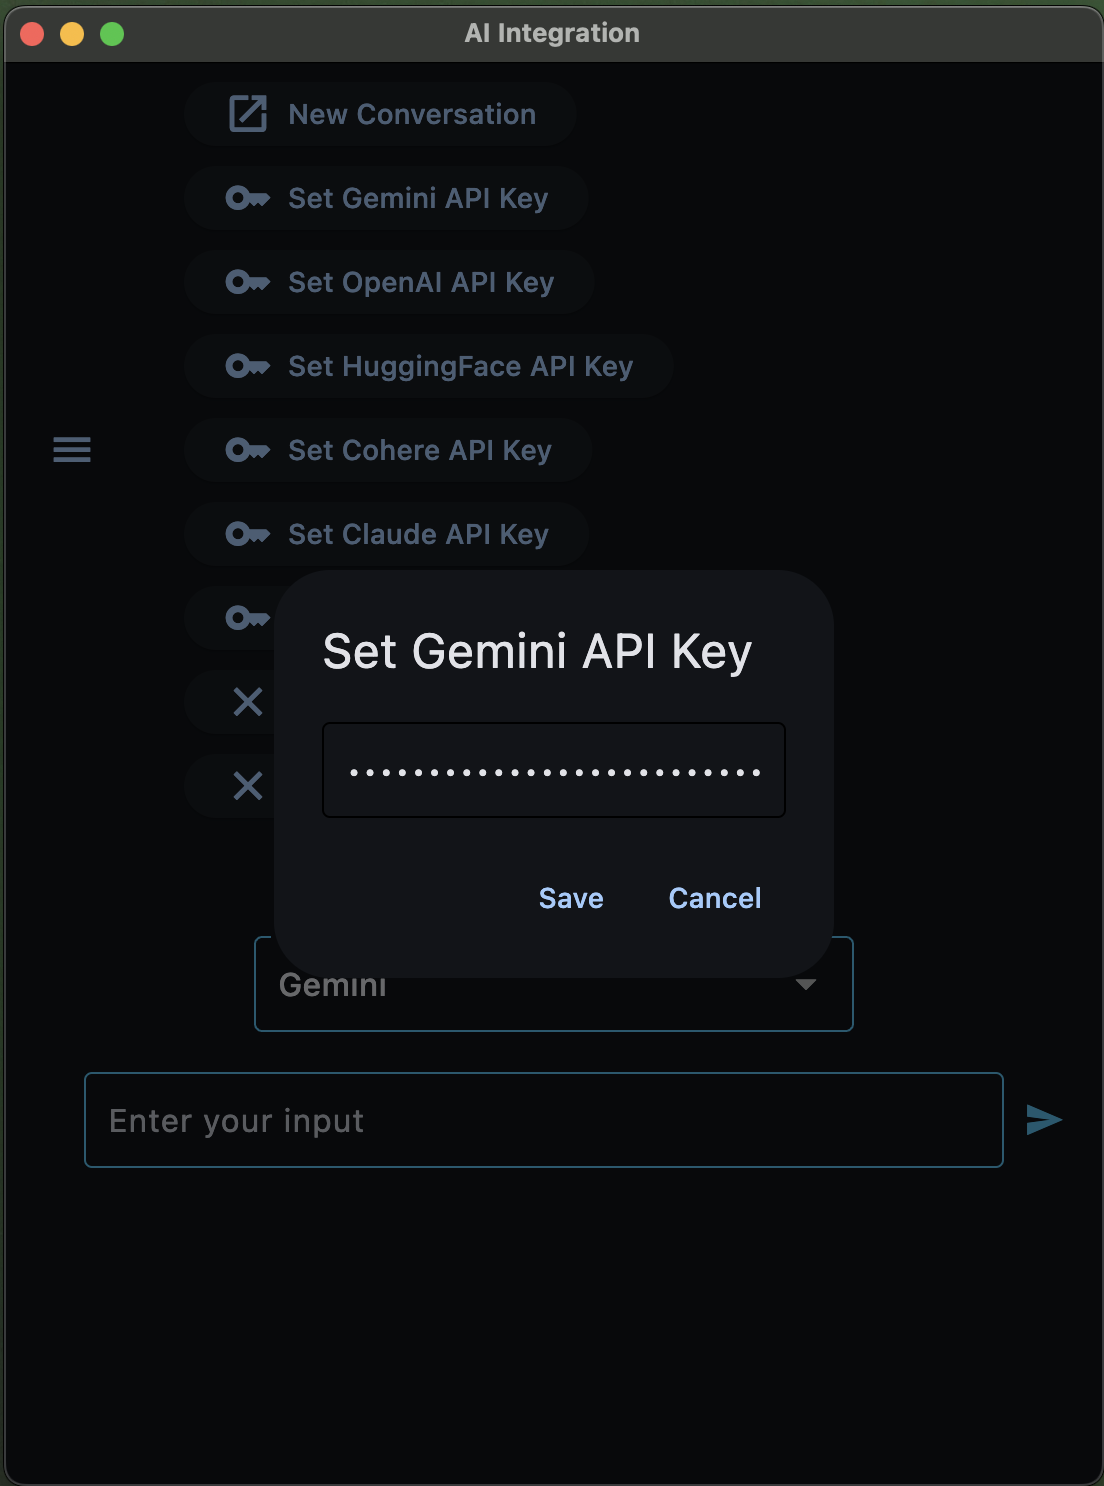 AI Integration
New Conversation
Set Gemini API Key
Set OpenAI API Key
Set HuggingFace API Key
Set Cohere API Key
Set Claude API Key
Set Gemini API Key
••••••••••••••••••••••••••
Save
Cancel
Gemini
Enter your input